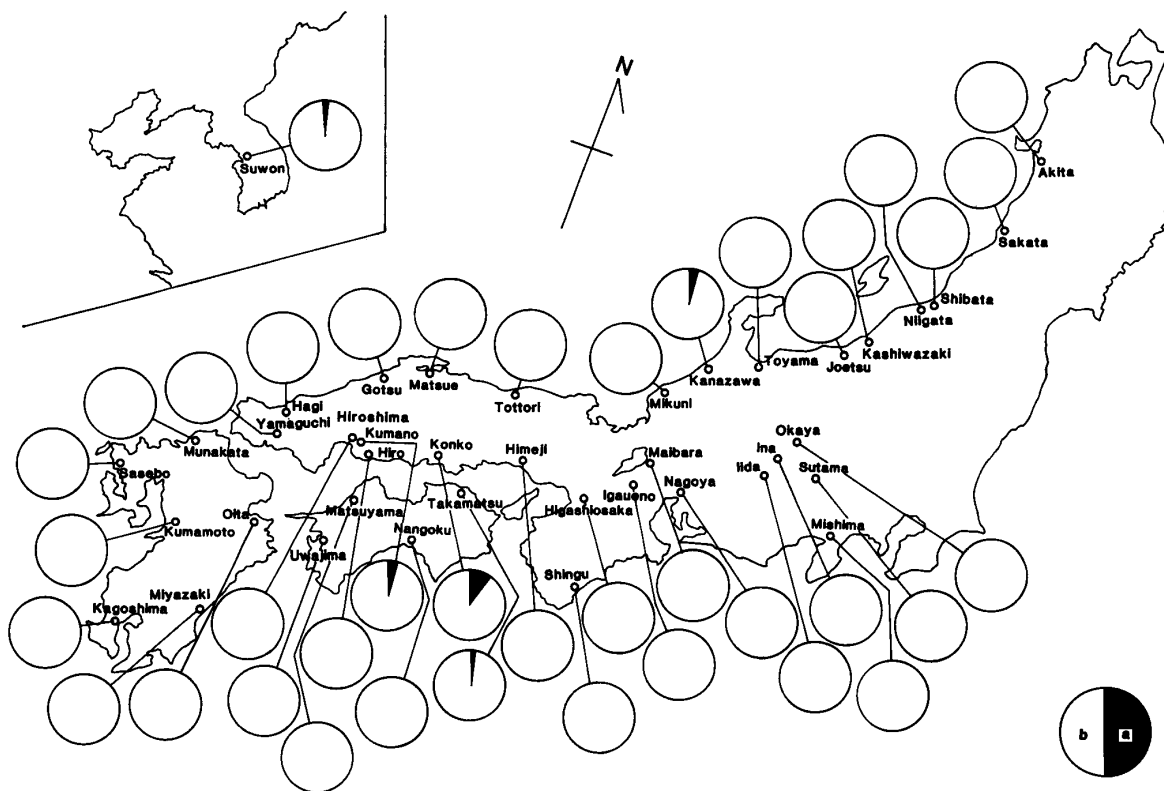 N
Suwon
Akita
Sakata
Shibata
Niigata
Kashiwazaki
Joetsu
Toyama
Kanazawa
Mikuni
Tottori
Matsue
Gotsu
Hagi
Yamaguchi
Hiroshima
Kumano
Hiro
Konko
Himeji
Munakata
Sasebo
Kumamoto
Oita
Matsuyama
Uwajima
Takamatsu
Nangoku
Higashiosaka
Igaueno
Maibara
Nagoya
Okaya
Ina
Iida
Sutama
Mishima
Shingu
Miyazaki
Kagoshima
b
a